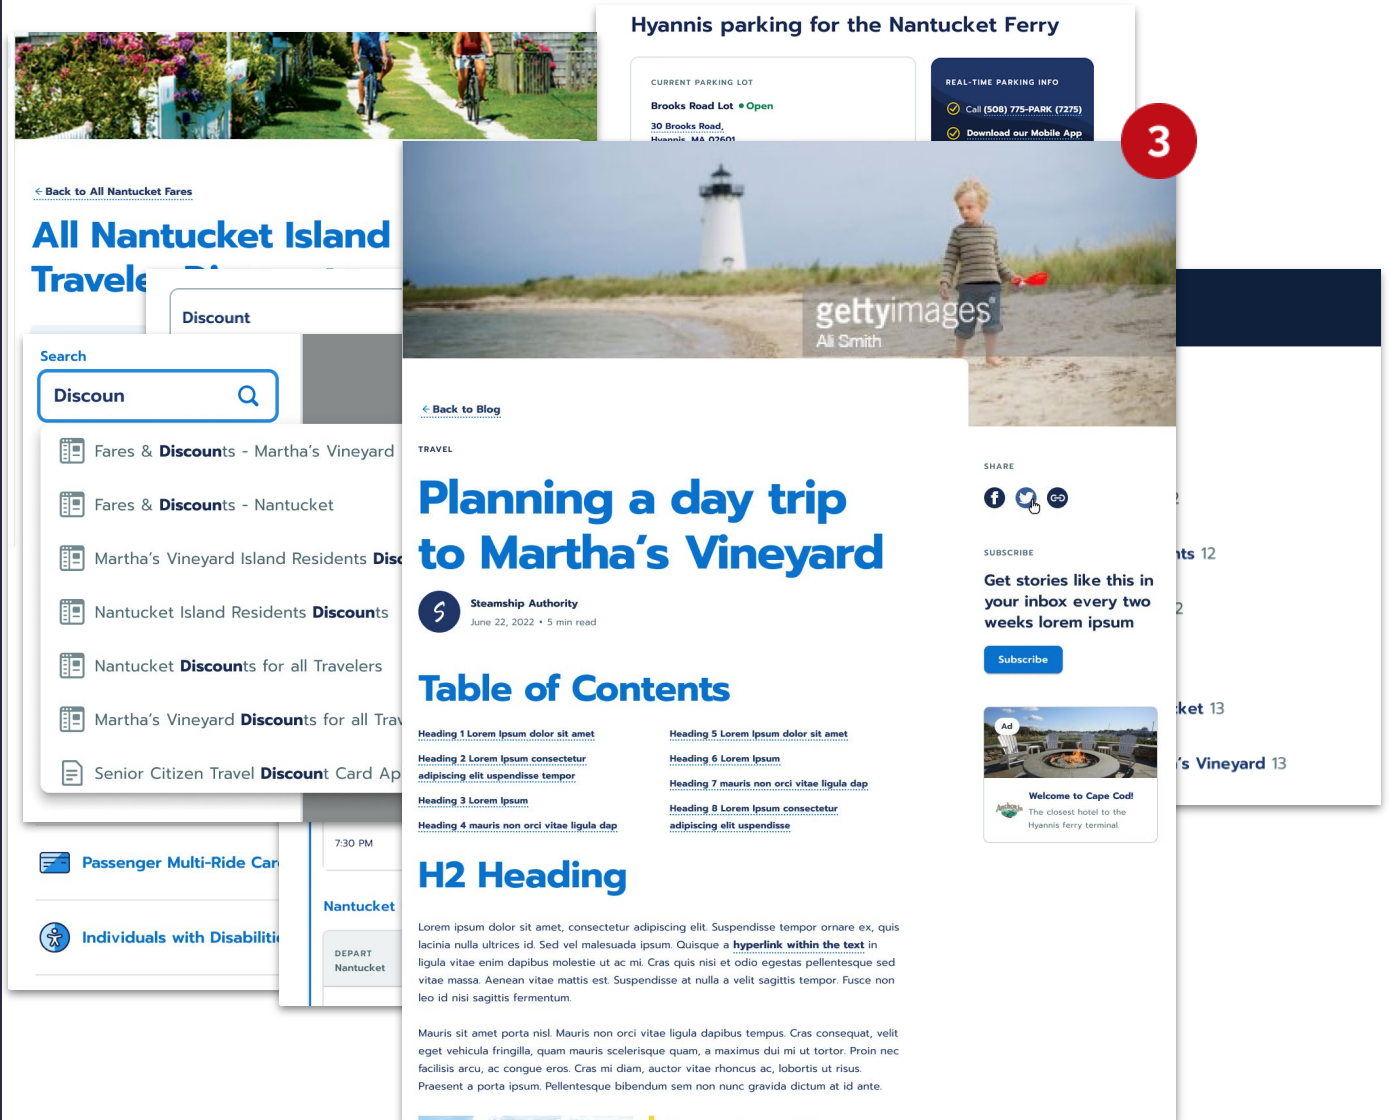 Hyannis parking for the Nantucket Ferry
CURRENT PARKING LOT
Brooks Road Lot • Open
30 Brooks Road,
Hyannis, MA 02601
REAL-TIME PARKING INFO
Call (508) 775-PARK (7275)
Download our Mobile App
3
← Back to All Nantucket Fares
All Nantucket Island
Discount
Search
Discoun
Fares & Discounts - Martha's Vineyard
Fares & Discounts - Nantucket
Martha's Vineyard Island Residents
Nantucket Island Residents Discounts
Nantucket Discounts for all Travelers
Martha's Vineyard Discounts for all
Senior Citizen Travel Discount Card
Passenger Multi-Ride
Individuals with
7:30 PM
Nantucket
DEPART
Nantucket
gettyimages®
Ali Smith
← Back to Blog
TRAVEL
Planning a day trip
to Martha's Vineyard
S
Steamship Authority
June 22, 2022 • 5 min read
Table of Contents
Heading 1 Lorem Ipsum dolor sit amet
Heading 2 Lorem Ipsum consectetur
adipiscing elit uspendisse tempor
Heading 3 Lorem Ipsum
Heading 4 mauris non orci vitae ligula dap
Heading 5 Lorem Ipsum dolor sit amet
Heading 6 Lorem Ipsum
Heading 7 mauris non orci vitae ligula dap
Heading 8 Lorem Ipsum consectetur
adipiscing elit uspendisse
H2 Heading
Lorem ipsum dolor sit amet, consectetur adipiscing elit. Suspendisse tempor ornare ex, quis
lacinia nulla ultrices id. Sed vel malesuada ipsum. Quisque a hyperlink within the text in
ligula vitae enim dapibus molestie ut ac mi. Cras quis nisi et odio egestas pellentesque sed
vitae massa. Aenean vitae mattis est. Suspendisse at nulla a velit sagittis tempor. Fusce non
leo id nisi sagittis fermentum.
Mauris sit amet porta nisl. Mauris non orci vitae ligula dapibus tempus. Cras consequat, velit
eget vehicula fringilla, quam mauris scelerisque quam, a maximus dui mi ut tortor. Proin nec
facilisis arcu, ac congue eros. Cras mi diam, auctor vitae rhoncus ac, lobortis ut risus.
Praesent a porta ipsum. Pellentesque bibendum sem non nunc gravida dictum at id ante.
SHARE
SUBSCRIBE
Get stories like this in
your inbox every two
weeks lorem ipsum
Subscribe
Ad
Welcome to Cape Cod!
The closest hotel to the
Hyannis ferry terminal.
12
13
Vineyard 13